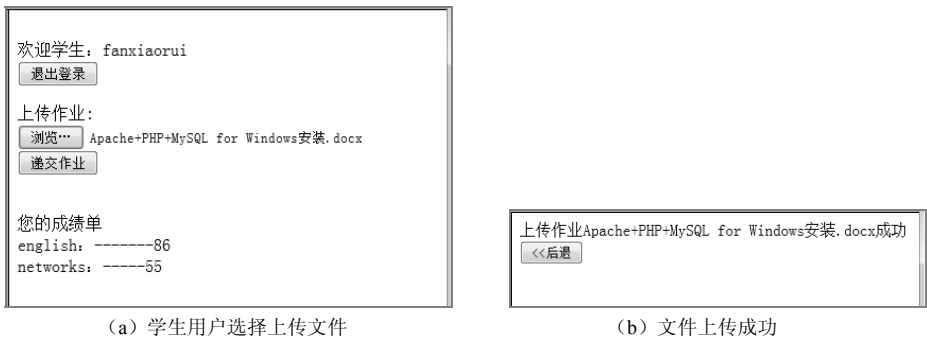 欢迎学生：fanxiaorui
退出登录
上传作业:
浏览… Apache+PHP+MySQL for Windows安装.docx
递交作业
您的成绩单
english：-------86
networks：-----55
（a）学生用户选择上传文件
上传作业Apache+PHP+MySQL for Windows安装.docx成功
<<后退
（b）文件上传成功